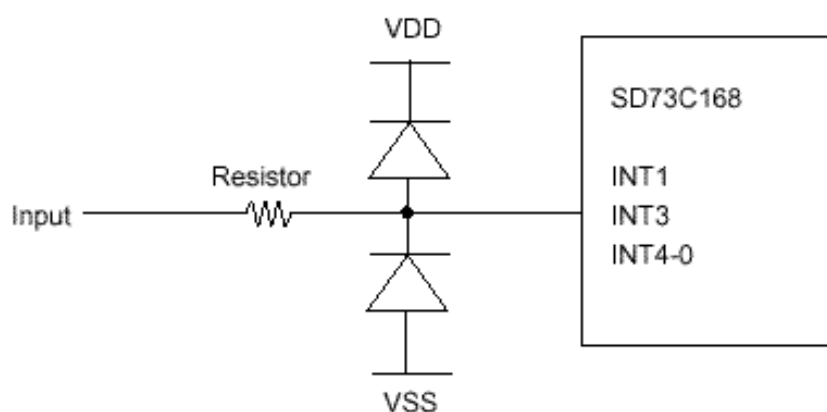 VDD
SD73C168
Resistor
INT1
Input
INT3
INT4-0
VSS